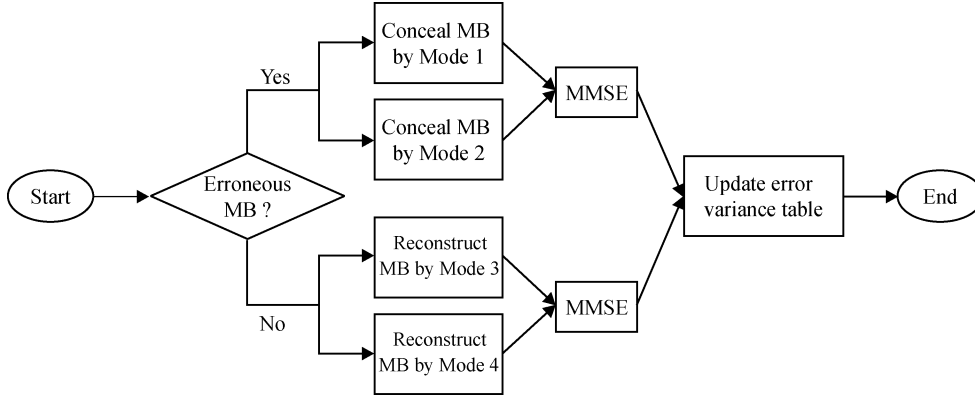 Start
Erroneous
MB ?
Yes
No
Conceal MB
by Mode 1
Conceal MB
by Mode 2
Reconstruct
MB by Mode 3
Reconstruct
MB by Mode 4
MMSE
MMSE
Update error
variance table
End